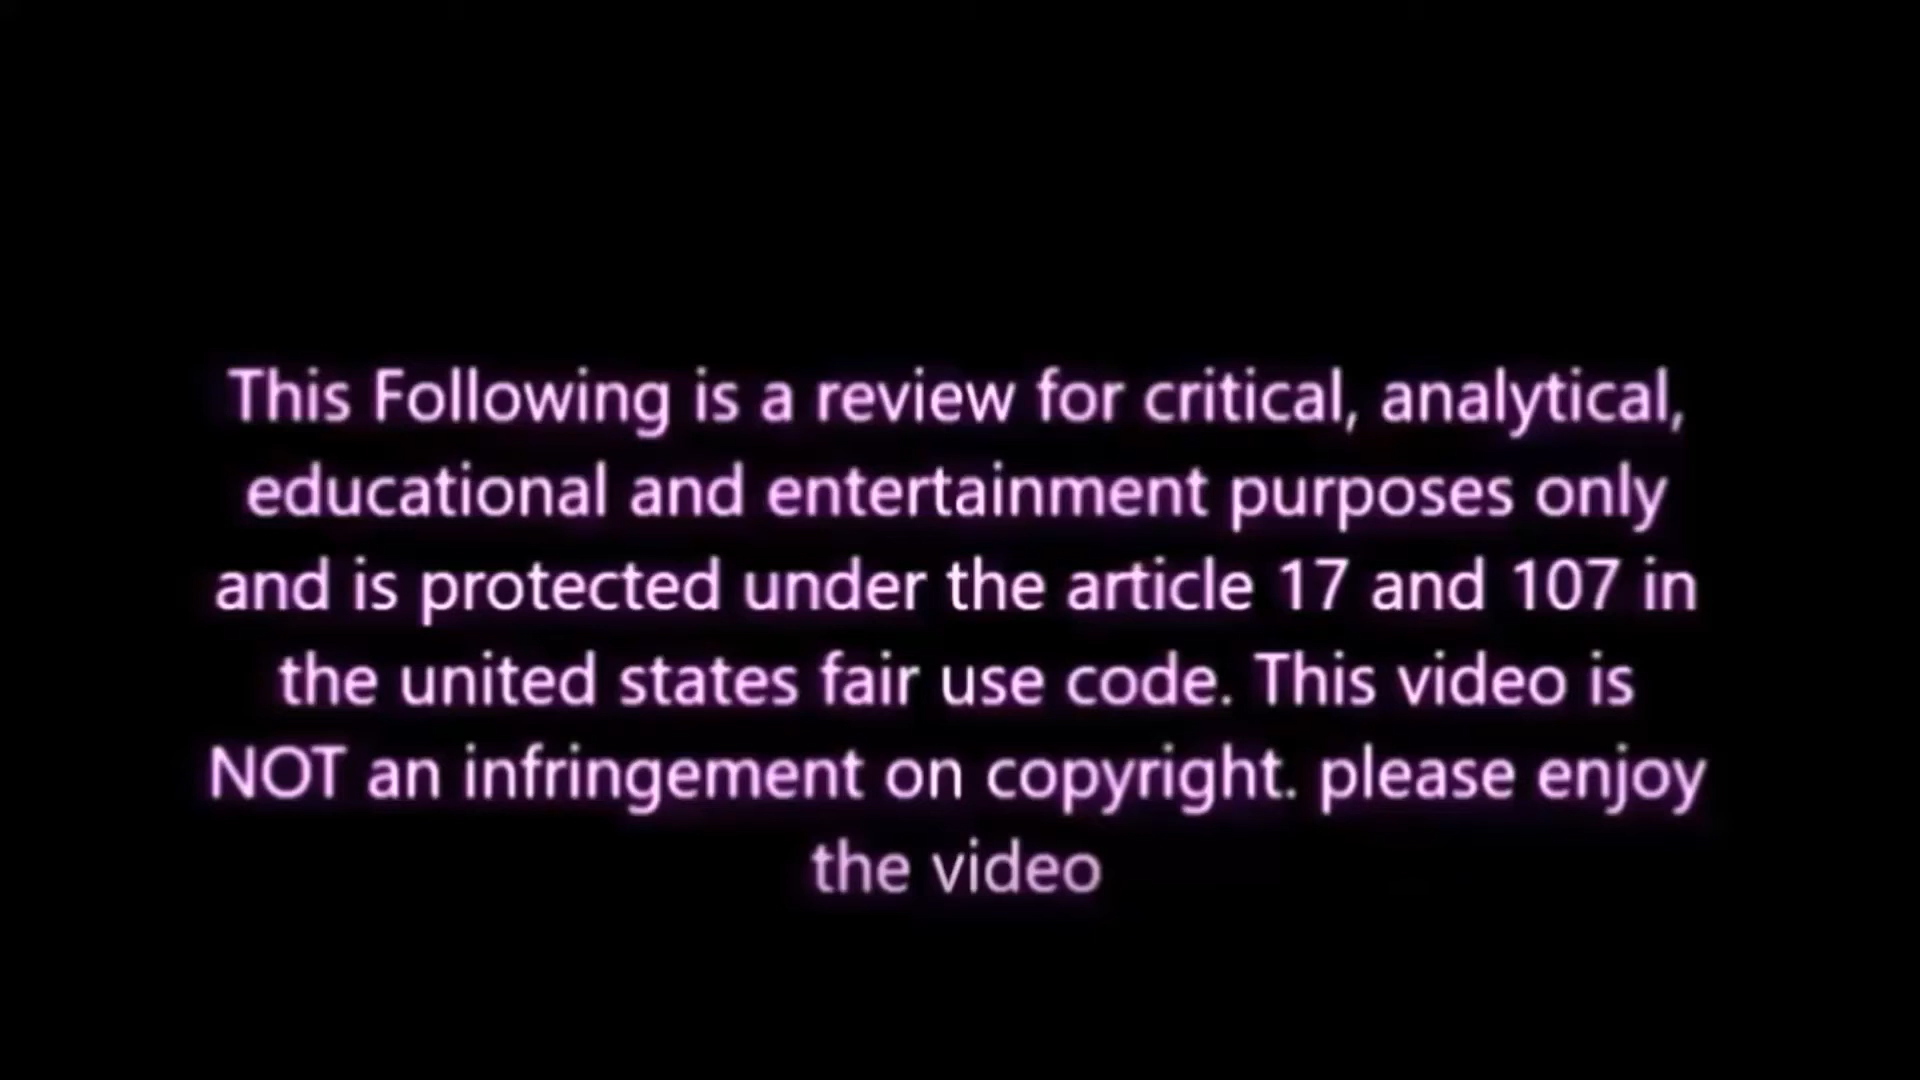 This Following is a review for critical, analytical,
educational and entertainment purposes only
and is protected under the article 17 and 107 in
the united states fair use code. This video is
NOT an infringement on copyright. please enjoy
the video